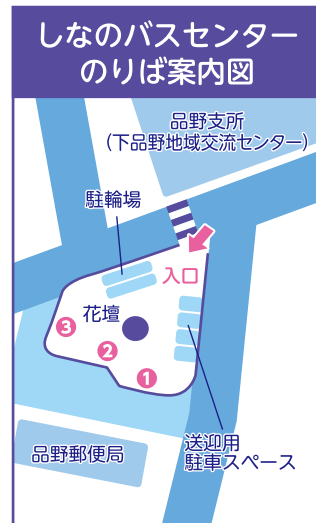 しなのバスセンター
のりば案内図
品野支所
(下品野地域交流センター)
駐輪場
入口
花壇
3
2
1
品野郵便局
送迎用
駐車スペース